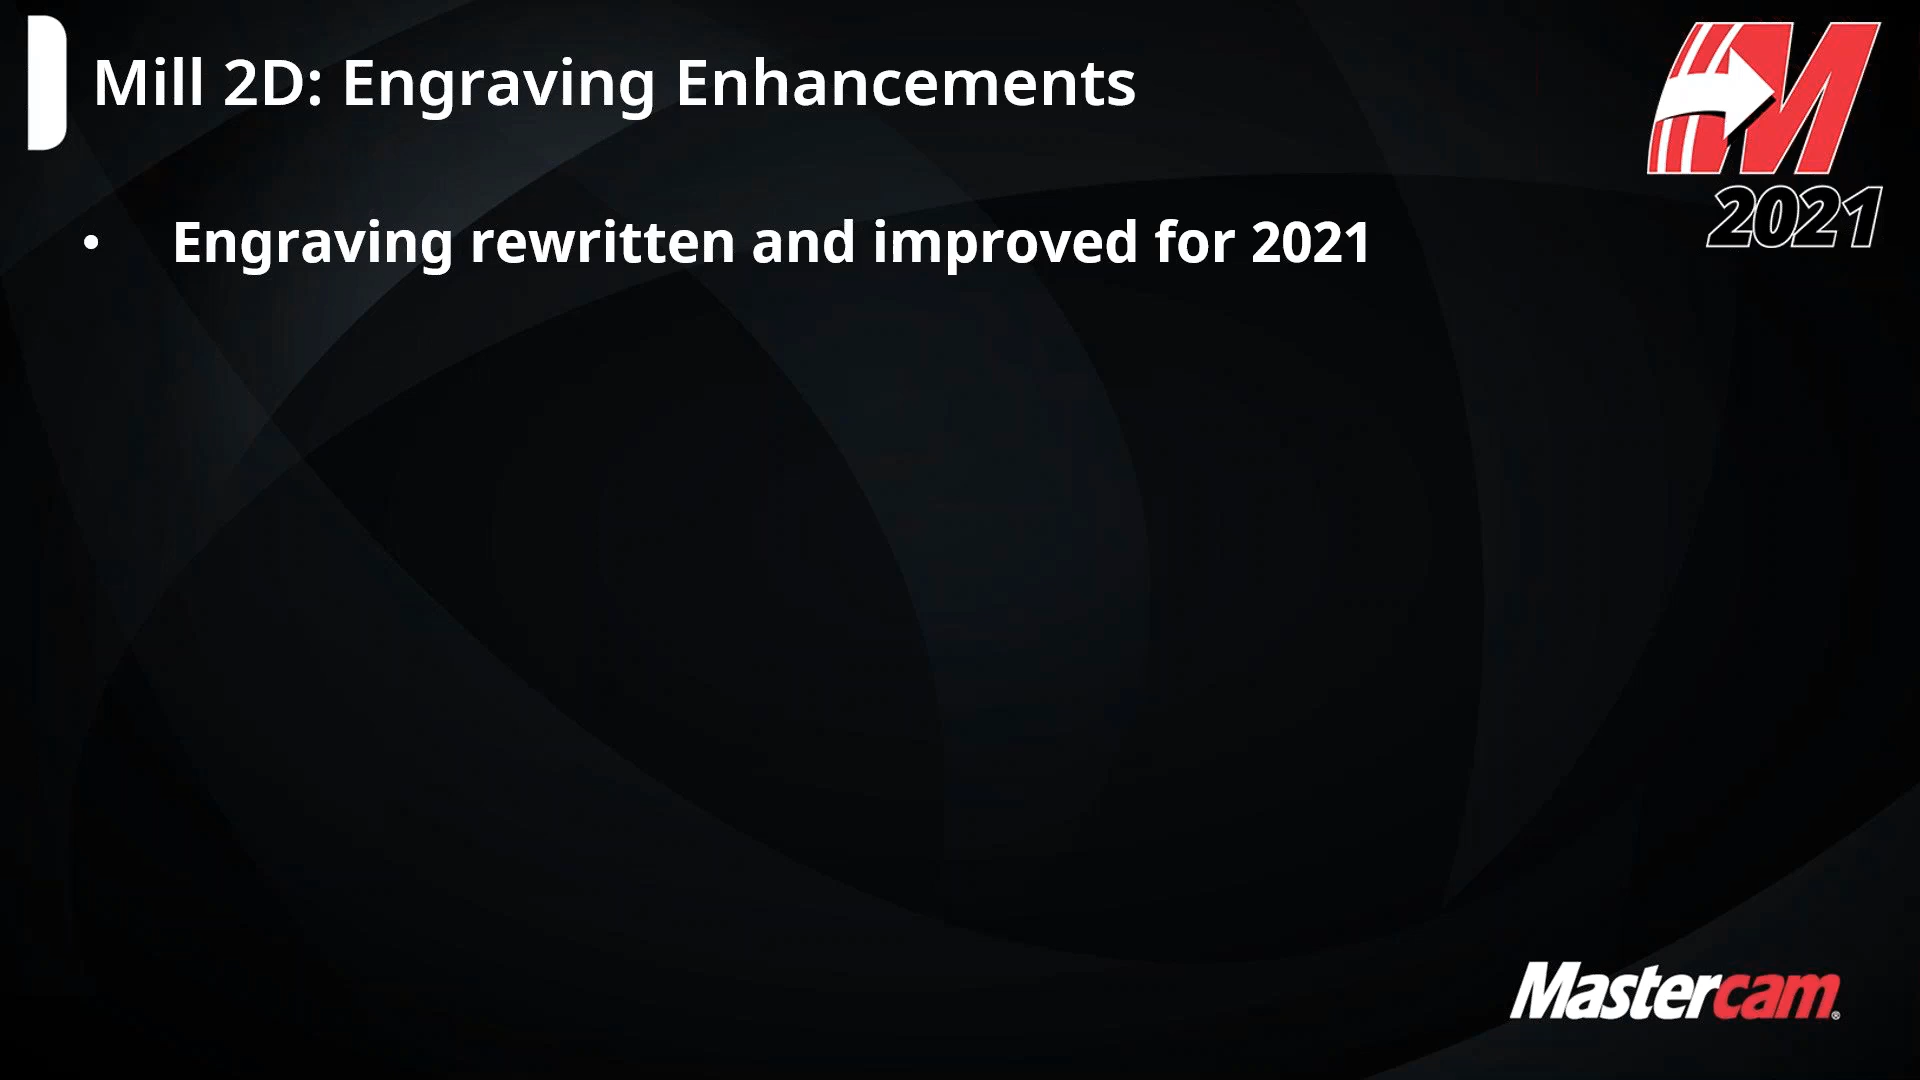 Mill 2D: Engraving Enhancements
M
2021
• Engraving rewritten and improved for 2021
Mastercam®